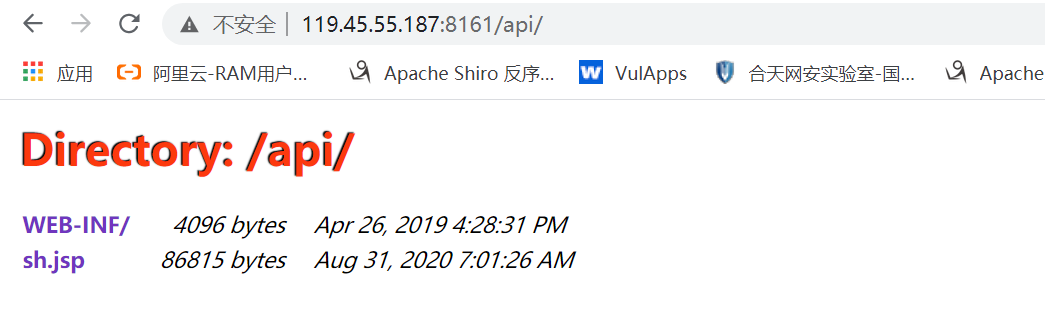 不安全 | 119.45.55.187:8161/api/
应用 阿里云-RAM用户... Apache Shiro 反序... VulApps 合天网安实验室-国... Apache
Directory: /api/
WEB-INF/ 4096 bytes Apr 26, 2019 4:28:31 PM
sh.jsp 86815 bytes Aug 31, 2020 7:01:26 AM